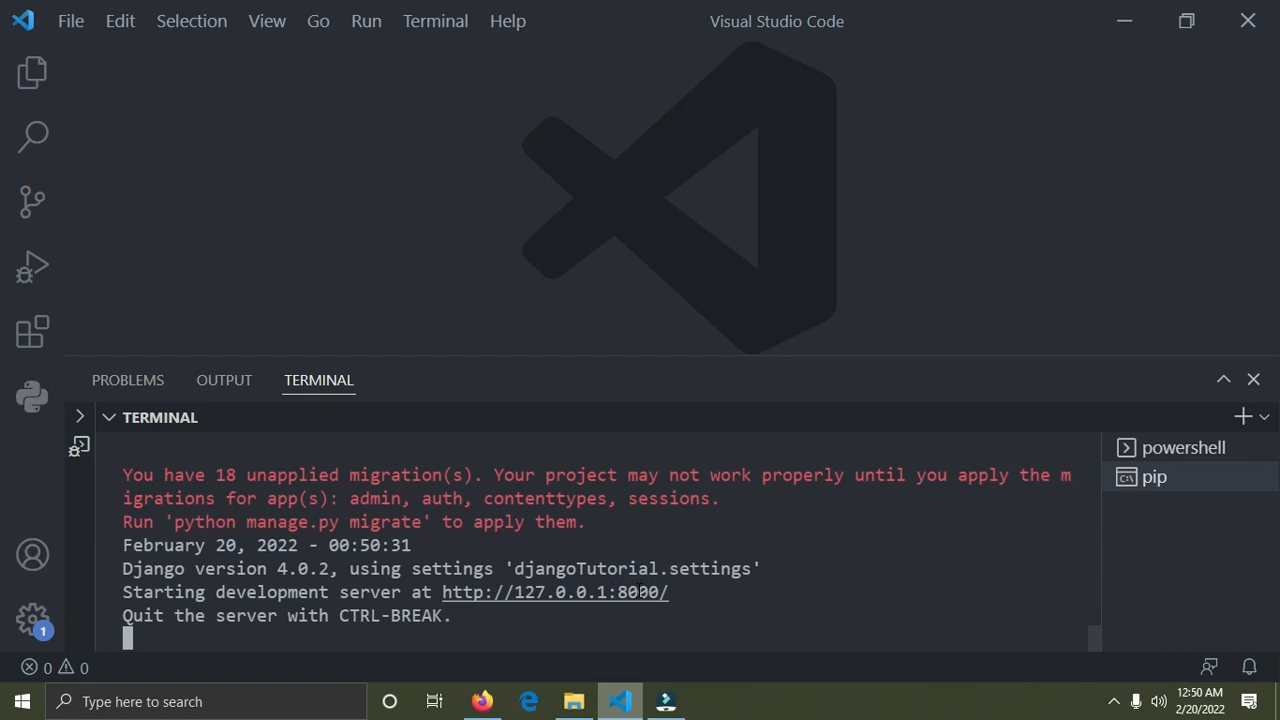 File Edit Selection View Go Run Terminal Help Visual Studio Code
PROBLEMS OUTPUT TERMINAL
TERMINAL
powershell
pip
You have 18 unapplied migration(s). Your project may not work properly until you apply the m
igrations for app(s): admin, auth, contenttypes, sessions.
Run 'python manage.py migrate' to apply them.
February 20, 2022 - 00:50:31
Django version 4.0.2, using settings 'djangoTutorial.settings'
Starting development server at http://127.0.0.1:8000/
Quit the server with CTRL-BREAK.
1
0 0
Type here to search
12:50 AM
2/20/2022